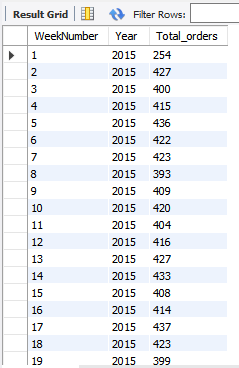 Result Grid Filter Rows:
WeekNumber Year Total_orders
1 2015 254
2 2015 427
3 2015 400
4 2015 415
5 2015 436
6 2015 422
7 2015 423
8 2015 393
9 2015 409
10 2015 420
11 2015 404
12 2015 416
13 2015 427
14 2015 433
15 2015 408
16 2015 414
17 2015 437
18 2015 423
19 2015 399